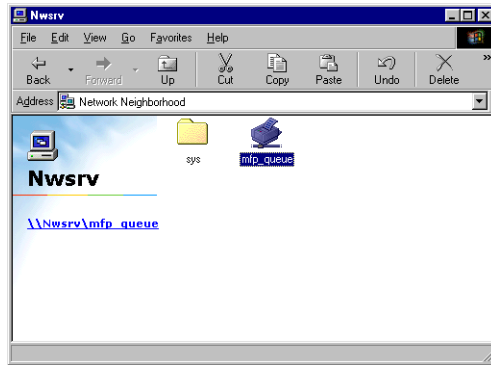 Nwsrv
File Edit View Go Favorites Help
Back Forward Up Cut Copy Paste Undo Delete »
Address Network Neighborhood
sys mfp_queue
Nwsrv
\\Nwsrv\mfp_queue